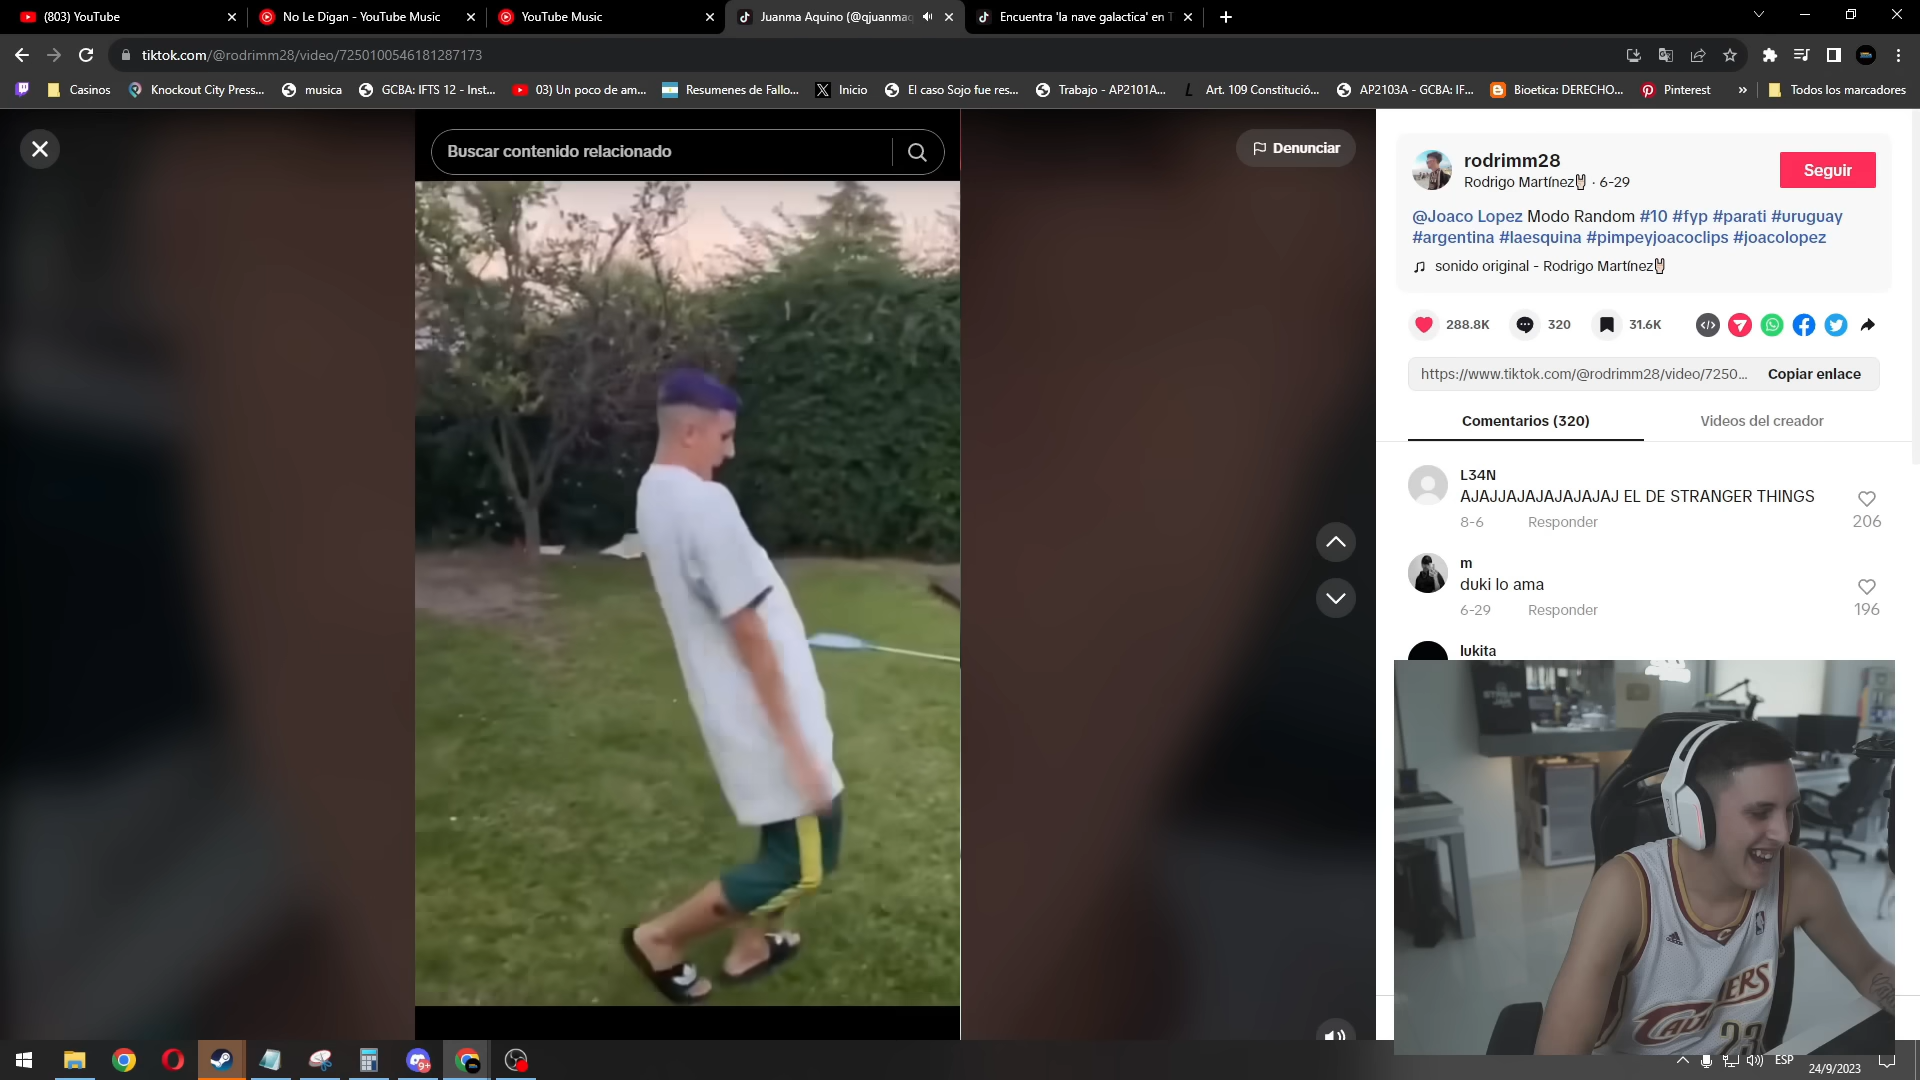 (803) YouTube
No Le Digan - YouTube Music
YouTube Music
Juanma Aquino (@qjuanmaq
Encuentra 'la nave galactica' en T
tiktok.com/@rodrimm28/video/7250100546181287173
Casinos
Knockout City Press...
musica
GCBA: IFTS 12 - Inst...
03) Un poco de am...
Resumenes de Fallo...
Inicio
El caso Sojo fue res...
Trabajo - AP2101A...
Art. 109 Constitució...
AP2103A - GCBA: IF...
Bioetica: DERECHO...
Pinterest
»
Todos los marcadores
Buscar contenido relacionado
Denunciar
rodrimm28
Rodrigo Martínez🤘 · 6-29
Seguir
@Joaco Lopez Modo Random #10 #fyp #parati #uruguay
#argentina #laesquina #pimpeyjoacoclips #joacolopez
sonido original - Rodrigo Martínez🤘
288.8K
320
31.6K
https://www.tiktok.com/@rodrimm28/video/7250...
Copiar enlace
Comentarios (320)
Videos del creador
L34N
AJAJJAJAJAJAJAJAJ EL DE STRANGER THINGS
8-6
Responder
206
m
duki lo ama
6-29
Responder
196
lukita
CAVALIERS
23
9+
ESP
24/9/2023